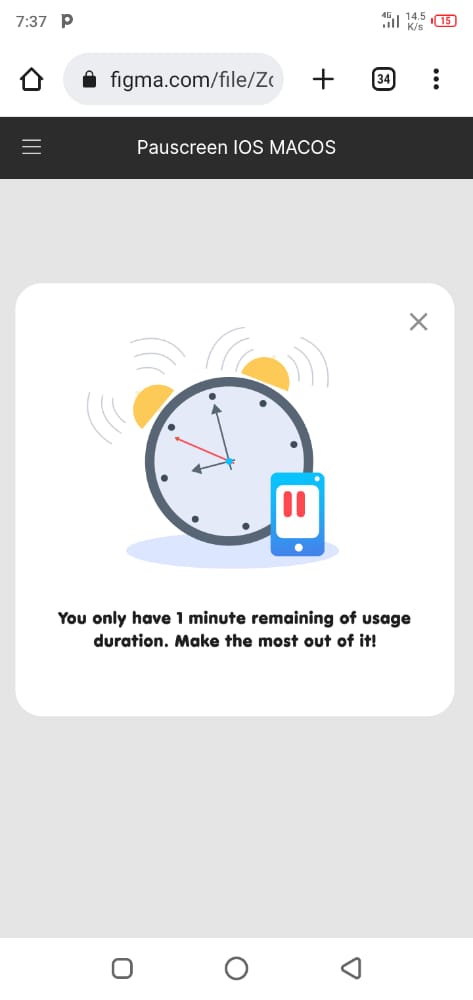 7:37 P 4G 14.5 K/s 15
figma.com/file/Zc 34
Pauscreen IOS MACOS
You only have 1 minute remaining of usage
duration. Make the most out of it!